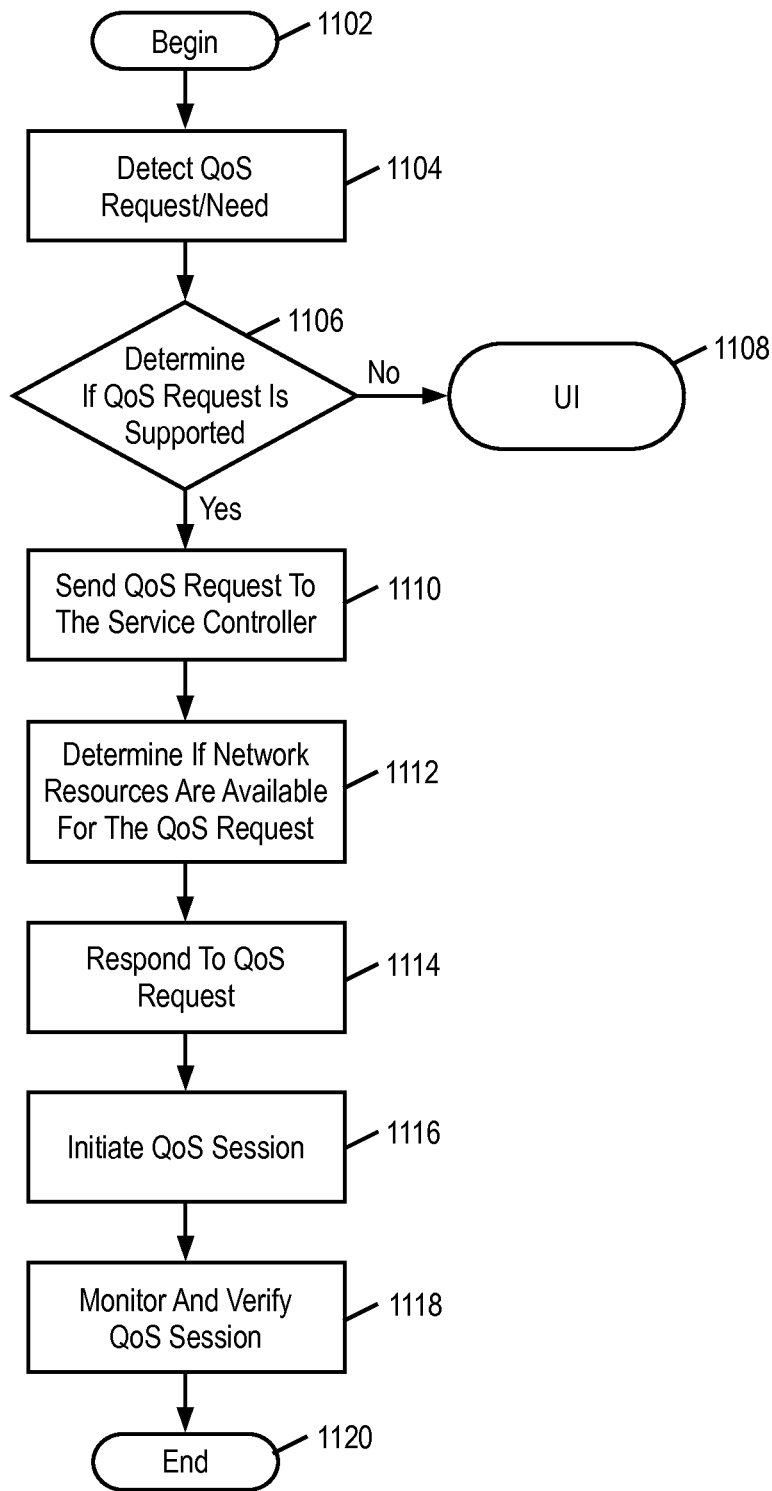 Begin
1102
Detect QoS
Request/Need
1104
1106
Determine
If QoS Request Is
Supported
No
UI
1108
Yes
Send QoS Request To
The Service Controller
1110
Determine If Network
Resources Are Available
For The QoS Request
1112
Respond To QoS
Request
1114
Initiate QoS Session
1116
Monitor And Verify
QoS Session
1118
End
1120